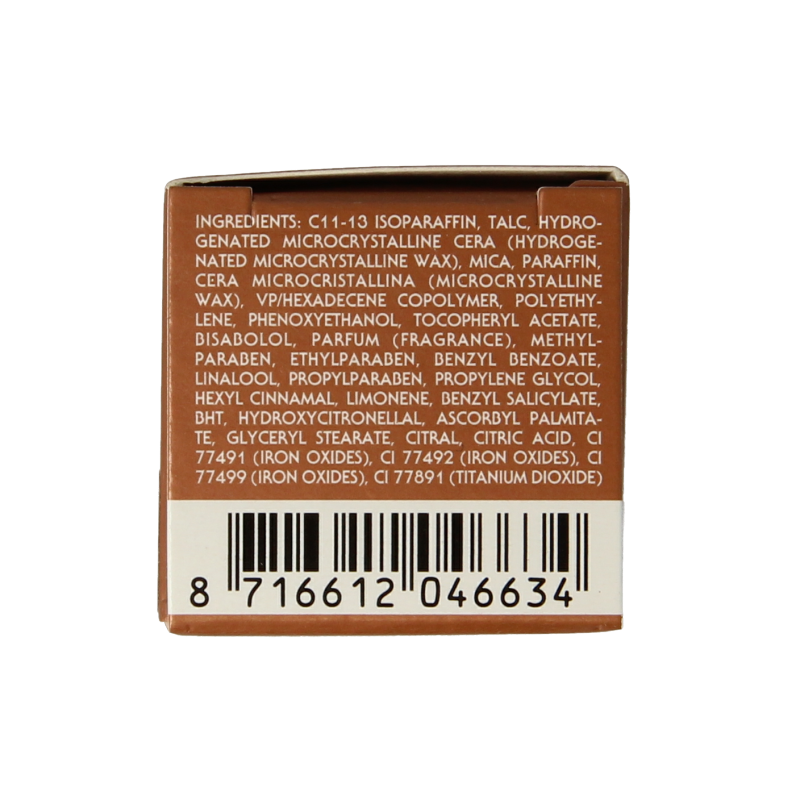 INGREDIENTS: C11-13 ISOPARAFFIN, TALC, HYDRO-
GENATED MICROCRYSTALLINE CERA (HYDROGE-
NATED MICROCRYSTALLINE WAX), MICA, PARAFFIN,
CERA MICROCRISTALLINA (MICROCRYSTALLINE
WAX), VP/HEXADECENE COPOLYMER, POLYETHY-
LENE, PHENOXYETHANOL, TOCOPHERYL ACETATE,
BISABOLOL, PARFUM (FRAGRANCE), METHYL-
PARABEN, ETHYLPARABEN, BENZYL BENZOATE,
LINALOOL, PROPYLPARABEN, PROPYLENE GLYCOL,
HEXYL CINNAMAL, LIMONENE, BENZYL SALICYLATE,
BHT, HYDROXYCITRONELLAL, ASCORBYL PALMITA-
TE, GLYCERYL STEARATE, CITRAL, CITRIC ACID, CI
77491 (IRON OXIDES), CI 77492 (IRON OXIDES), CI
77499 (IRON OXIDES), CI 77891 (TITANIUM DIOXIDE)
8 716612 046634